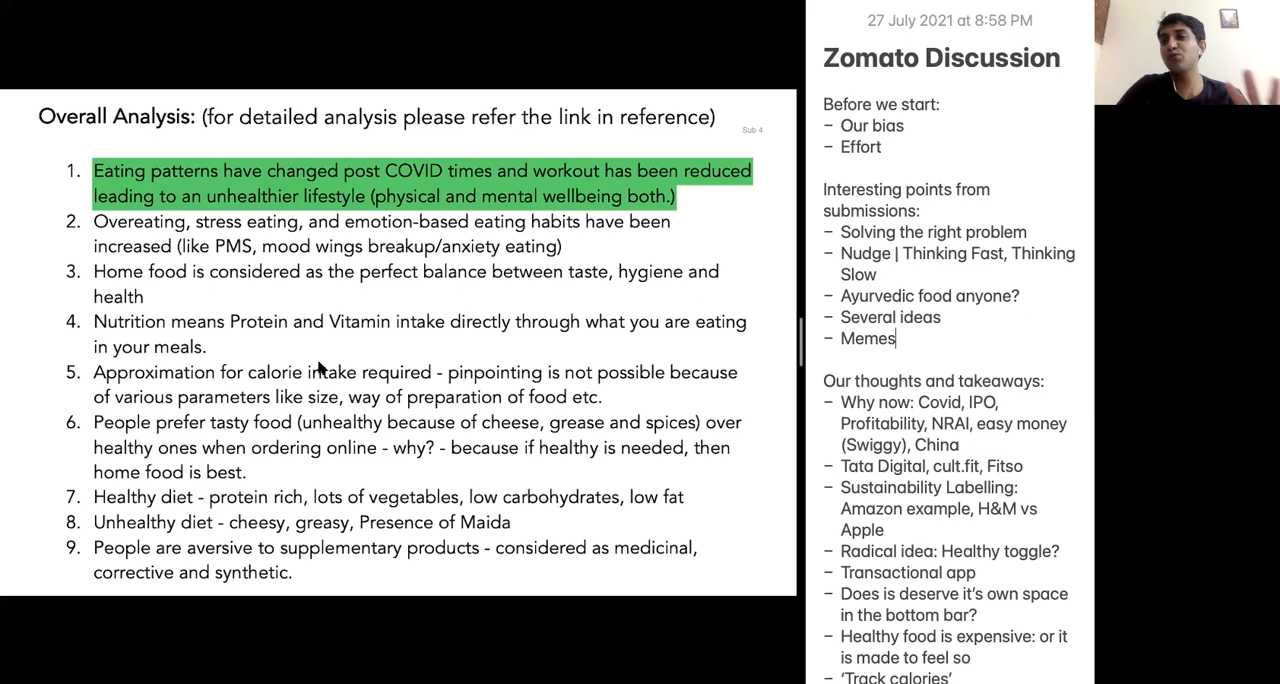 Overall Analysis: (for detailed analysis please refer the link in reference)
Sub 4
1. Eating patterns have changed post COVID times and workout has been reduced
leading to an unhealthier lifestyle (physical and mental wellbeing both.)
2. Overeating, stress eating, and emotion-based eating habits have been
increased (like PMS, mood wings breakup/anxiety eating)
3. Home food is considered as the perfect balance between taste, hygiene and
health
4. Nutrition means Protein and Vitamin intake directly through what you are eating
in your meals.
5. Approximation for calorie intake required - pinpointing is not possible because
of various parameters like size, way of preparation of food etc.
6. People prefer tasty food (unhealthy because of cheese, grease and spices) over
healthy ones when ordering online - why? - because if healthy is needed, then
home food is best.
7. Healthy diet - protein rich, lots of vegetables, low carbohydrates, low fat
8. Unhealthy diet - cheesy, greasy, Presence of Maida
9. People are aversive to supplementary products - considered as medicinal,
corrective and synthetic.
27 July 2021 at 8:58 PM
Zomato Discussion
Before we start:
– Our bias
– Effort
Interesting points from
submissions:
– Solving the right problem
– Nudge | Thinking Fast, Thinking
Slow
– Ayurvedic food anyone?
– Several ideas
– Memes
Our thoughts and takeaways:
– Why now: Covid, IPO,
Profitability, NRAI, easy money
(Swiggy), China
– Tata Digital, cult.fit, Fitso
– Sustainability Labelling:
Amazon example, H&M vs
Apple
– Radical idea: Healthy toggle?
– Transactional app
– Does is deserve it's own space
in the bottom bar?
– Healthy food is expensive: or it
is made to feel so
– 'Track calories'